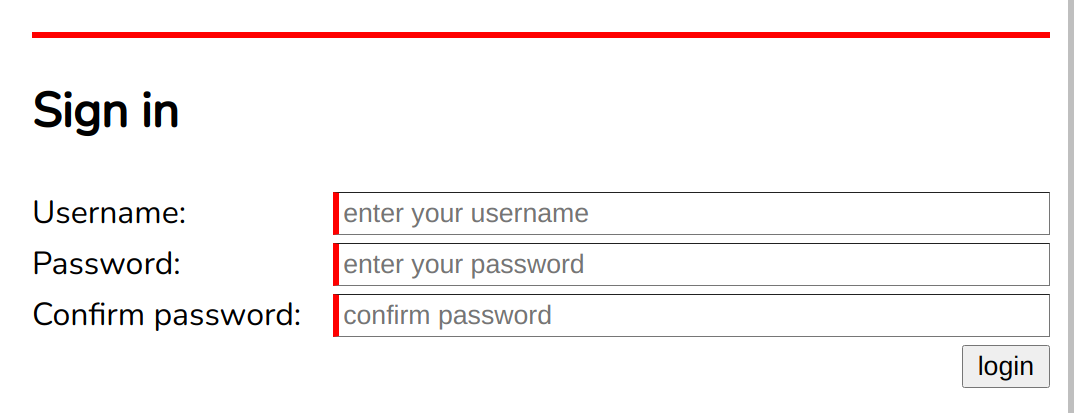 Sign in
Username: enter your username
Password: enter your password
Confirm password: confirm password
login